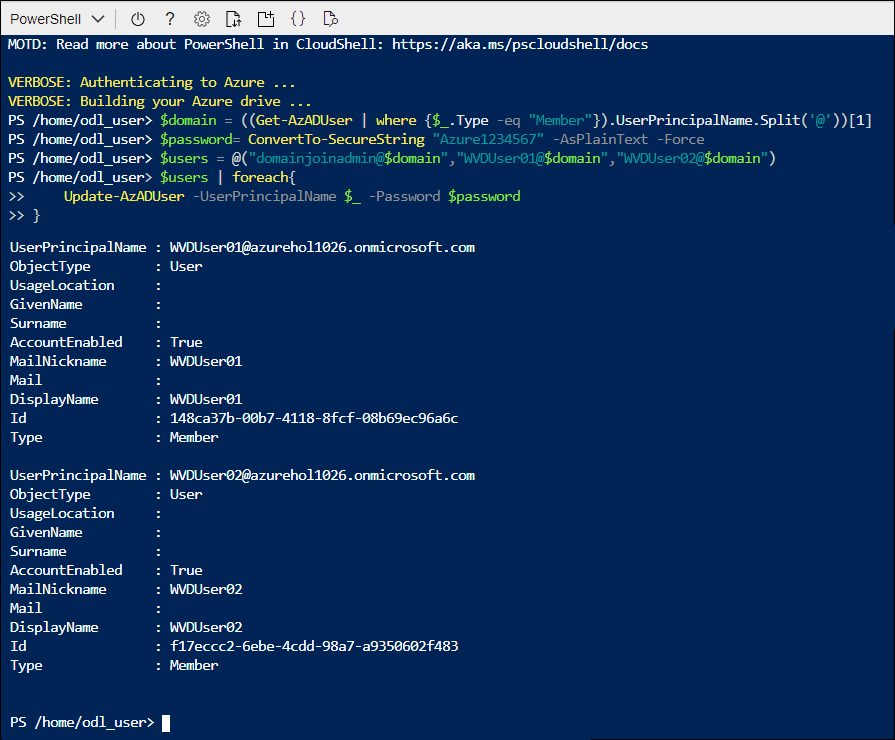 PowerShell ? { }
MOTD: Read more about PowerShell in CloudShell: https://aka.ms/pscloudshell/docs
VERBOSE: Authenticating to Azure ...
VERBOSE: Building your Azure drive ...
PS /home/odl_user> $domain = ((Get-AzADUser | where {$_.Type -eq "Member"}).UserPrincipalName.Split('@'))[1]
PS /home/odl_user> $password= ConvertTo-SecureString "Azure1234567" -AsPlainText -Force
PS /home/odl_user> $users = @("domainjoinadmin@$domain","WVDUser01@$domain","WVDUser02@$domain")
PS /home/odl_user> $users | foreach{
>>     Update-AzADUser -UserPrincipalName $_ -Password $password
>> }
UserPrincipalName : WVDUser01@azurehol1026.onmicrosoft.com
ObjectType        : User
UsageLocation     :
GivenName         :
Surname           :
AccountEnabled    : True
MailNickname      : WVDUser01
Mail              :
DisplayName       : WVDUser01
Id                : 148ca37b-00b7-4118-8fcf-08b69ec96a6c
Type              : Member
UserPrincipalName : WVDUser02@azurehol1026.onmicrosoft.com
ObjectType        : User
UsageLocation     :
GivenName         :
Surname           :
AccountEnabled    : True
MailNickname      : WVDUser02
Mail              :
DisplayName       : WVDUser02
Id                : f17eccc2-6ebe-4cdd-98a7-a9350602f483
Type              : Member
PS /home/odl_user>